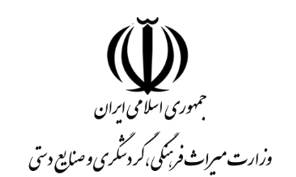 جمهوری اسلامی ایران
وزارت میراث فرهنگی، گردشگری و صنایع دستی